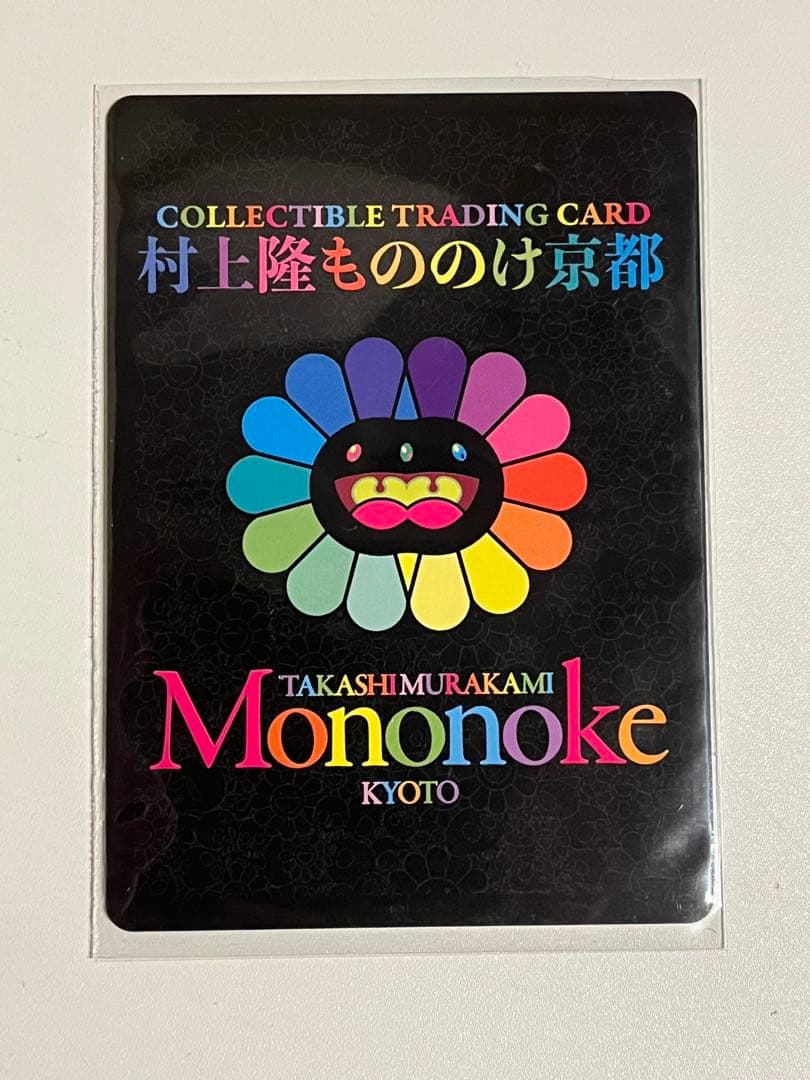 COLLECTIBLE TRADING CARD
村上隆もののけ京都
TAKASHI MURAKAMI
Mononoke
KYOTO